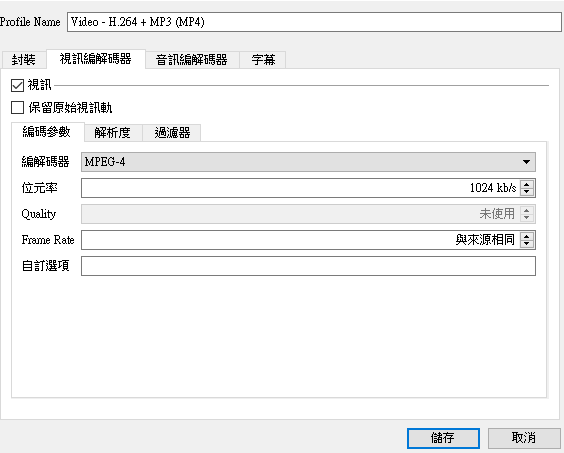 Profile Name Video - H.264 + MP3 (MP4)
封裝 視訊編解碼器 音訊編解碼器 字幕
視訊
保留原始視訊軌
編碼參數 解析度 過濾器
編解碼器 MPEG-4
位元率 1024 kb/s
Quality 未使用
Frame Rate 與來源相同
自訂選項
儲存 取消